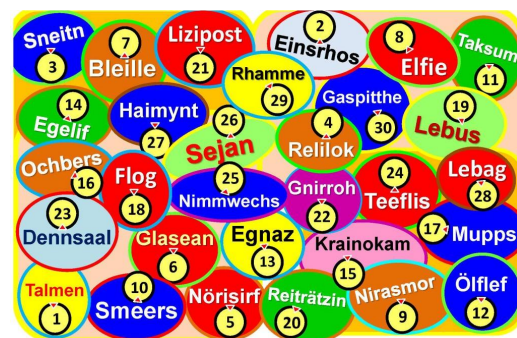 Sneitn
3
7
Bleille
Lizipost
21
2
Einsrhos
8
Elfie
Taksum
11
Rhamme
29
14
Egelif
Haimynt
27
26
Sejan
Gaspitthe
30
4
Relilok
19
Lebus
Ochbers
16
Flog
18
25
Nimmwechs
Gnirroh
22
24
Teeflis
Lebag
28
23
Dennsaal
Glasean
6
Egnaz
13
Krainokam
15
17
Mupps
Talmen
1
10
Smeers
Nörisirf
5
Reiträtzin
20
Nirasmor
9
Ölflef
12